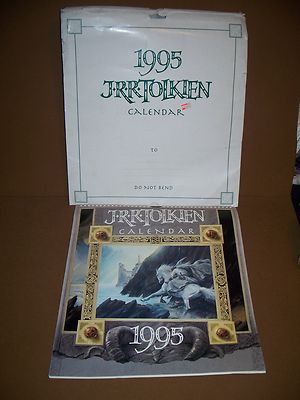 1995
J·R·R·TOLKIEN
CALENDAR
TO
DO NOT BEND
J·R·R·TOLKIEN
CALENDAR
1995